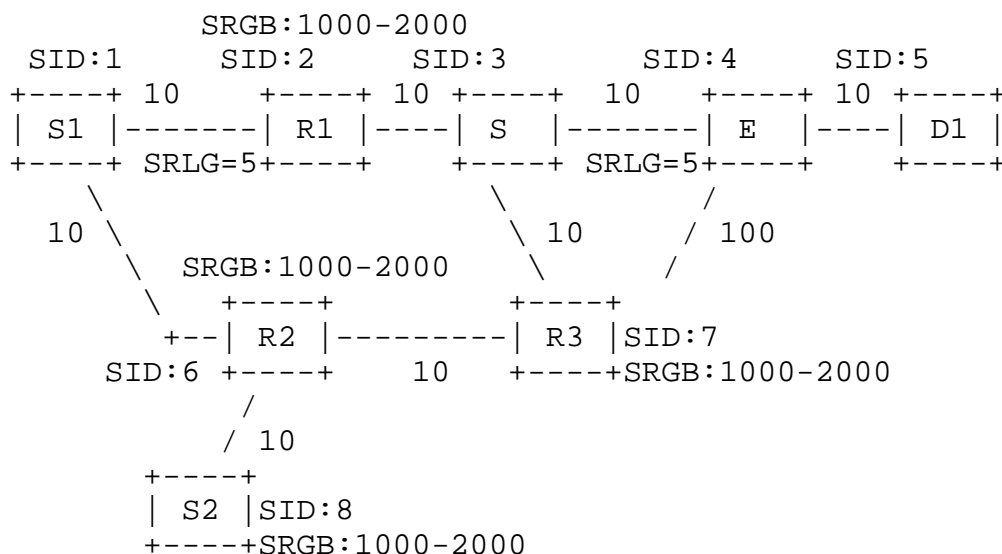 SRGB:1000-2000
  SID:1         SID:2        SID:3           SID:4        SID:5
+----+ 10      +----+ 10 +----+   10     +----+ 10 +----+
| S1 |-------| R1 |----| S  |-------| E  |----| D1 |
+----+ SRLG=5+----+    +----+ SRLG=5+----+    +----+
      \                          \              /
  10   \                          \ 10        / 100
        \   SRGB:1000-2000         \         /
         \     +----+            +----+
          +--| R2 |---------| R3 |SID:7
      SID:6 +----+    10    +----+SRGB:1000-2000
              /
             / 10
        +----+
        | S2 |SID:8
        +----+SRGB:1000-2000